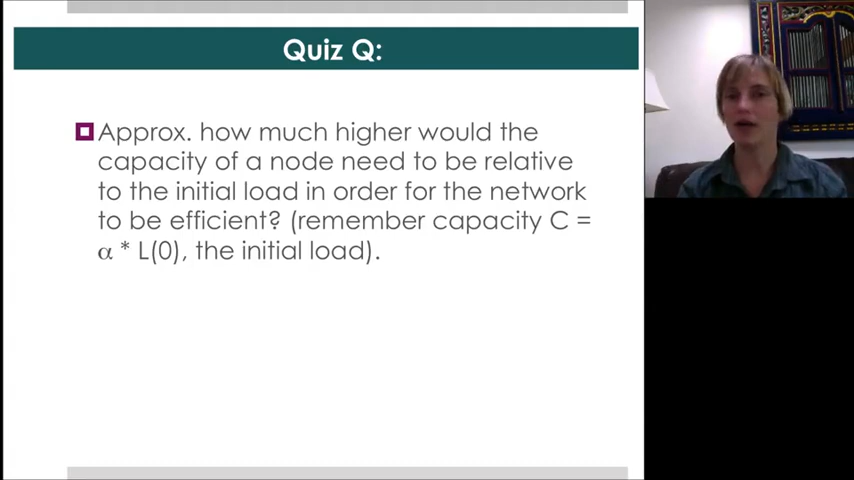 Quiz Q:
Approx. how much higher would the
capacity of a node need to be relative
to the initial load in order for the network
to be efficient? (remember capacity C =
α * L(0), the initial load).